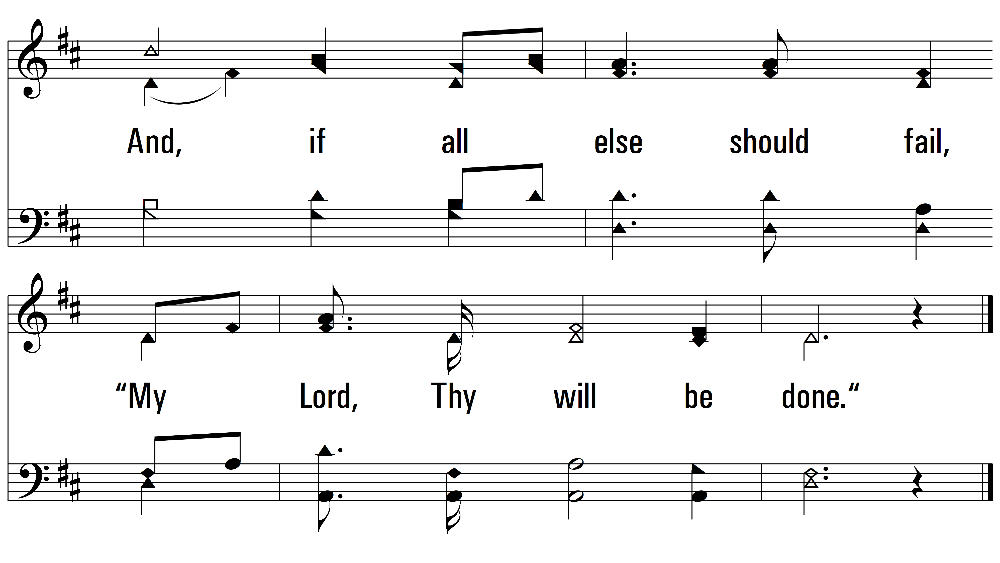 And, if all else should fail,
“My Lord, Thy will be done.“